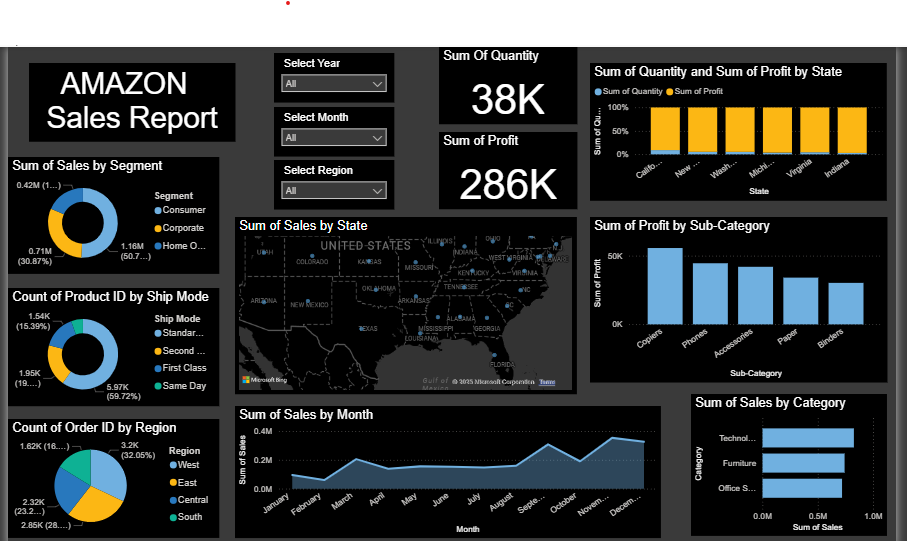 AMAZON
Sales Report
Select Year
All
Select Month
All
Select Region
All
Sum Of Quantity
38K
Sum of Profit
286K
Sum of Quantity and Sum of Profit by State
Sum of Quantity Sum of Profit
Sum of Qu...
100%
50%
0%
Califo...
New ...
Wash...
Michi...
Virginia
Indiana
State
Sum of Sales by Segment
0.42M (1...)
0.71M
(30.87%)
1.16M
(50.7...)
Segment
Consumer
Corporate
Home O...
Sum of Sales by State
UNITED STATES
UTAH
COLORADO
KANSAS
MISSOURI
ILLINOIS
INDIANA
OHIO
WEST VIRGINIA
DELAWARE
KENTUCKY
VIRGINIA
ARIZONA
NEW MEXICO
OKLAHOMA
ARKANSAS
TENNESSEE
NC
SC
TEXAS
MISSISSIPPI
ALABAMA
GEORGIA
LOUISIANA
FLORIDA
Gulf of
Mexico
Microsoft Bing
© 2023 Microsoft Corporation Terms
Sum of Profit by Sub-Category
Sum of Profit
50K
0K
Copiers
Phones
Accessories
Paper
Binders
Sub-Category
Count of Product ID by Ship Mode
1.54K
(15.39%)
1.95K
(19....)
5.97K
(59.72%)
Ship Mode
Standar...
Second ...
First Class
Same Day
Count of Order ID by Region
1.62K (16....)
3.2K
(32.05%)
2.32K
(23.2...)
2.85K (28....)
Region
West
East
Central
South
Sum of Sales by Month
Sum of Sales
0.4M
0.2M
0.0M
January
February
March
April
May
June
July
August
Septe...
October
Novem...
Decem...
Month
Sum of Sales by Category
Category
Technol...
Furniture
Office S...
0.0M
0.5M
1.0M
Sum of Sales